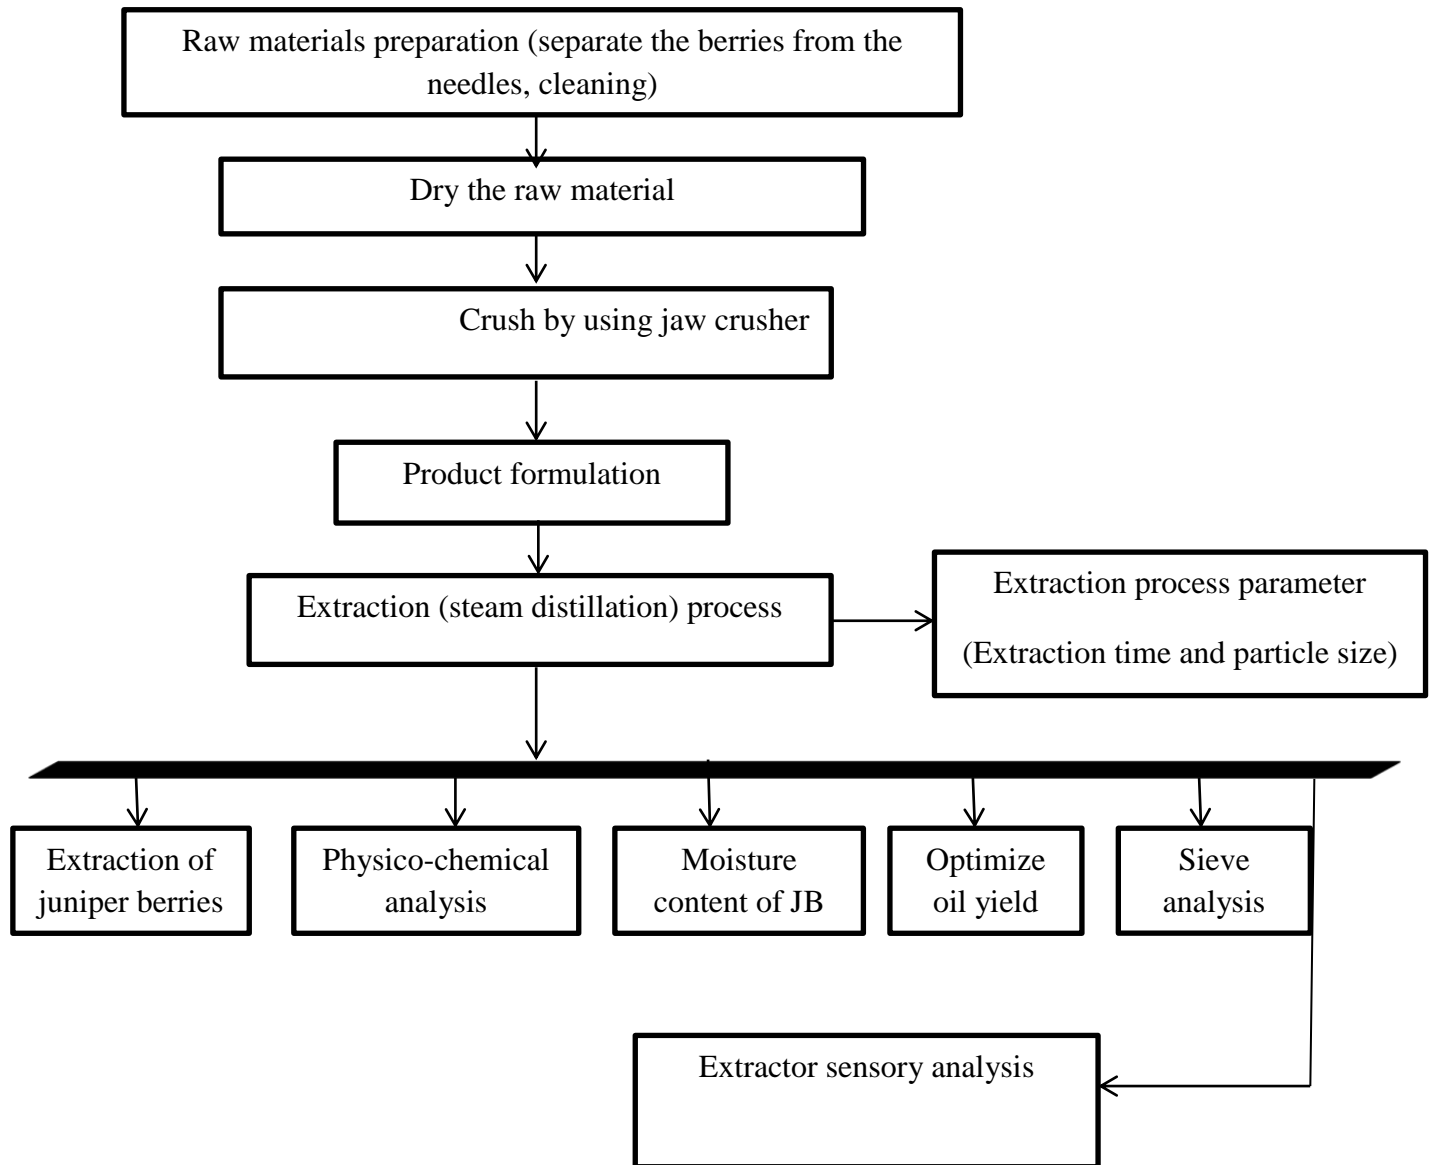 Raw materials preparation (separate the berries from the
needles, cleaning)
Dry the raw material
Crush by using jaw crusher
Product formulation
Extraction (steam distillation) process
Extraction process parameter
(Extraction time and particle size)
Extraction of
juniper berries
Physico-chemical
analysis
Moisture
content of JB
Optimize
oil yield
Sieve
analysis
Extractor sensory analysis